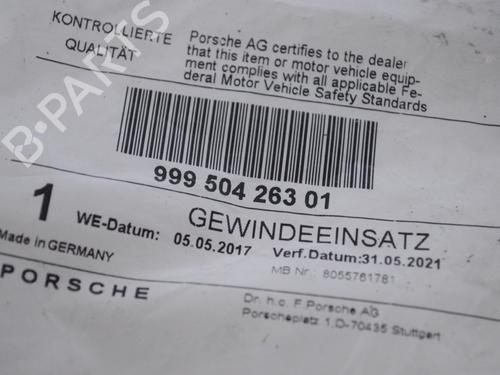 KONTROLLIERTE
QUALITÄT
Porsche AG certifies to the dealer
that this item or motor vehicle equip-
ment complies with all applicable Fe-
deral Motor Vehicle Safety Standards
B-PARTS
999 504 263 01
1 WE-Datum: 05.05.2017
GEWINDEEINSATZ
Verf.Datum:31.05.2021
MB Nr.: 8055761781
Made in GERMANY
PORSCHE
Dr. h.c. F.Porsche AG
Porscheplatz 1,D-70435 Stuttgart